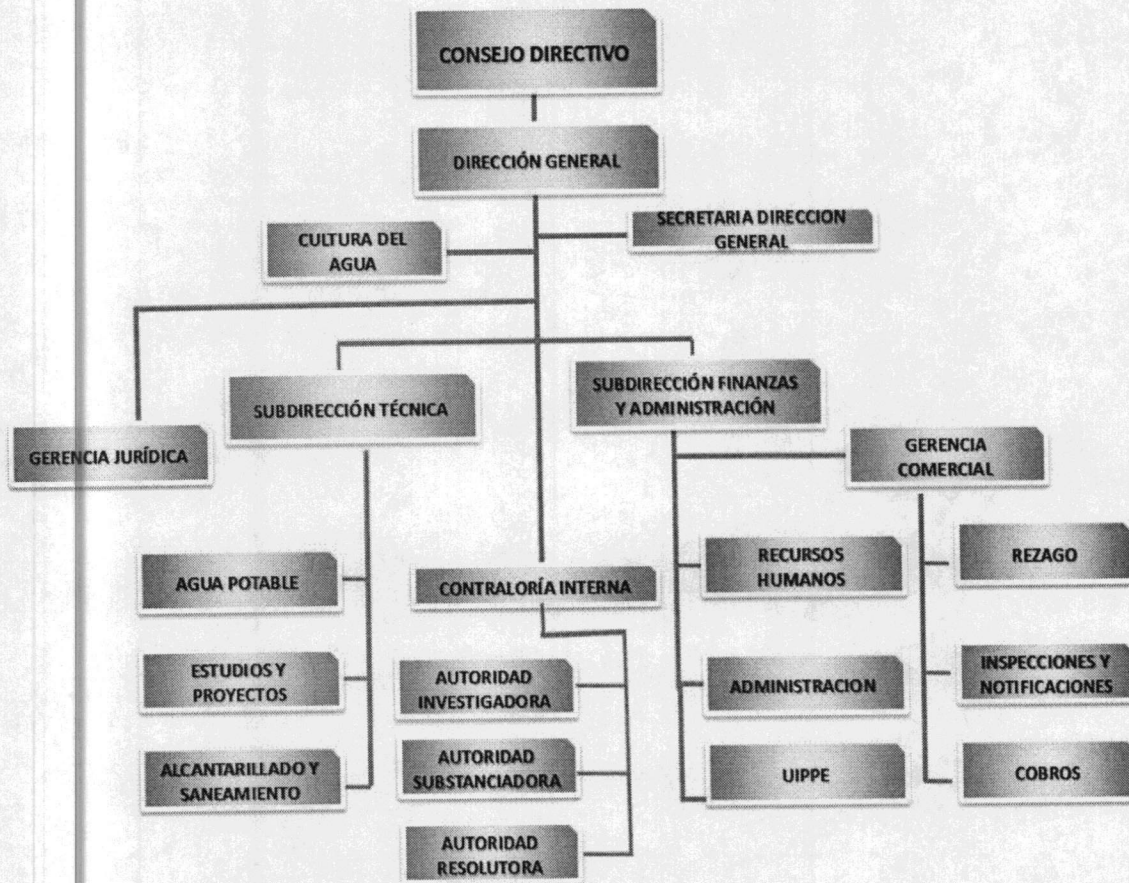 CONSEJO DIRECTIVO
DIRECCIÓN GENERAL
CULTURA DEL
AGUA
SECRETARIA DIRECCION
GENERAL
GERENCIA JURÍDICA
SUBDIRECCIÓN TÉCNICA
SUBDIRECCIÓN FINANZAS
Y ADMINISTRACIÓN
GERENCIA
COMERCIAL
AGUA POTABLE
ESTUDIOS Y
PROYECTOS
ALCANTARILLADO Y
SANEAMIENTO
CONTRALORÍA INTERNA
AUTORIDAD
INVESTIGADORA
AUTORIDAD
SUBSTANCIADORA
AUTORIDAD
RESOLUTORA
RECURSOS
HUMANOS
ADMINISTRACION
UIPPE
REZAGO
INSPECCIONES Y
NOTIFICACIONES
COBROS